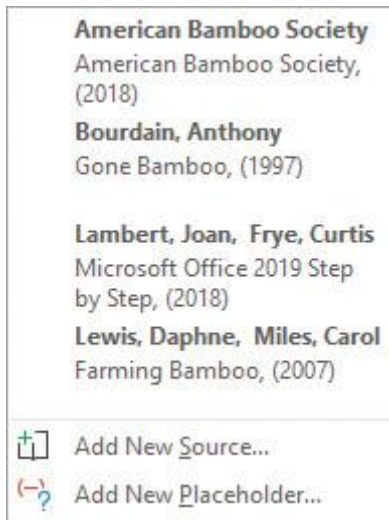 American Bamboo Society
American Bamboo Society,
(2018)
Bourdain, Anthony
Gone Bamboo, (1997)
Lambert, Joan,  Frye, Curtis
Microsoft Office 2019 Step
by Step, (2018)
Lewis, Daphne,  Miles, Carol
Farming Bamboo, (2007)
Add New Source...
Add New Placeholder...